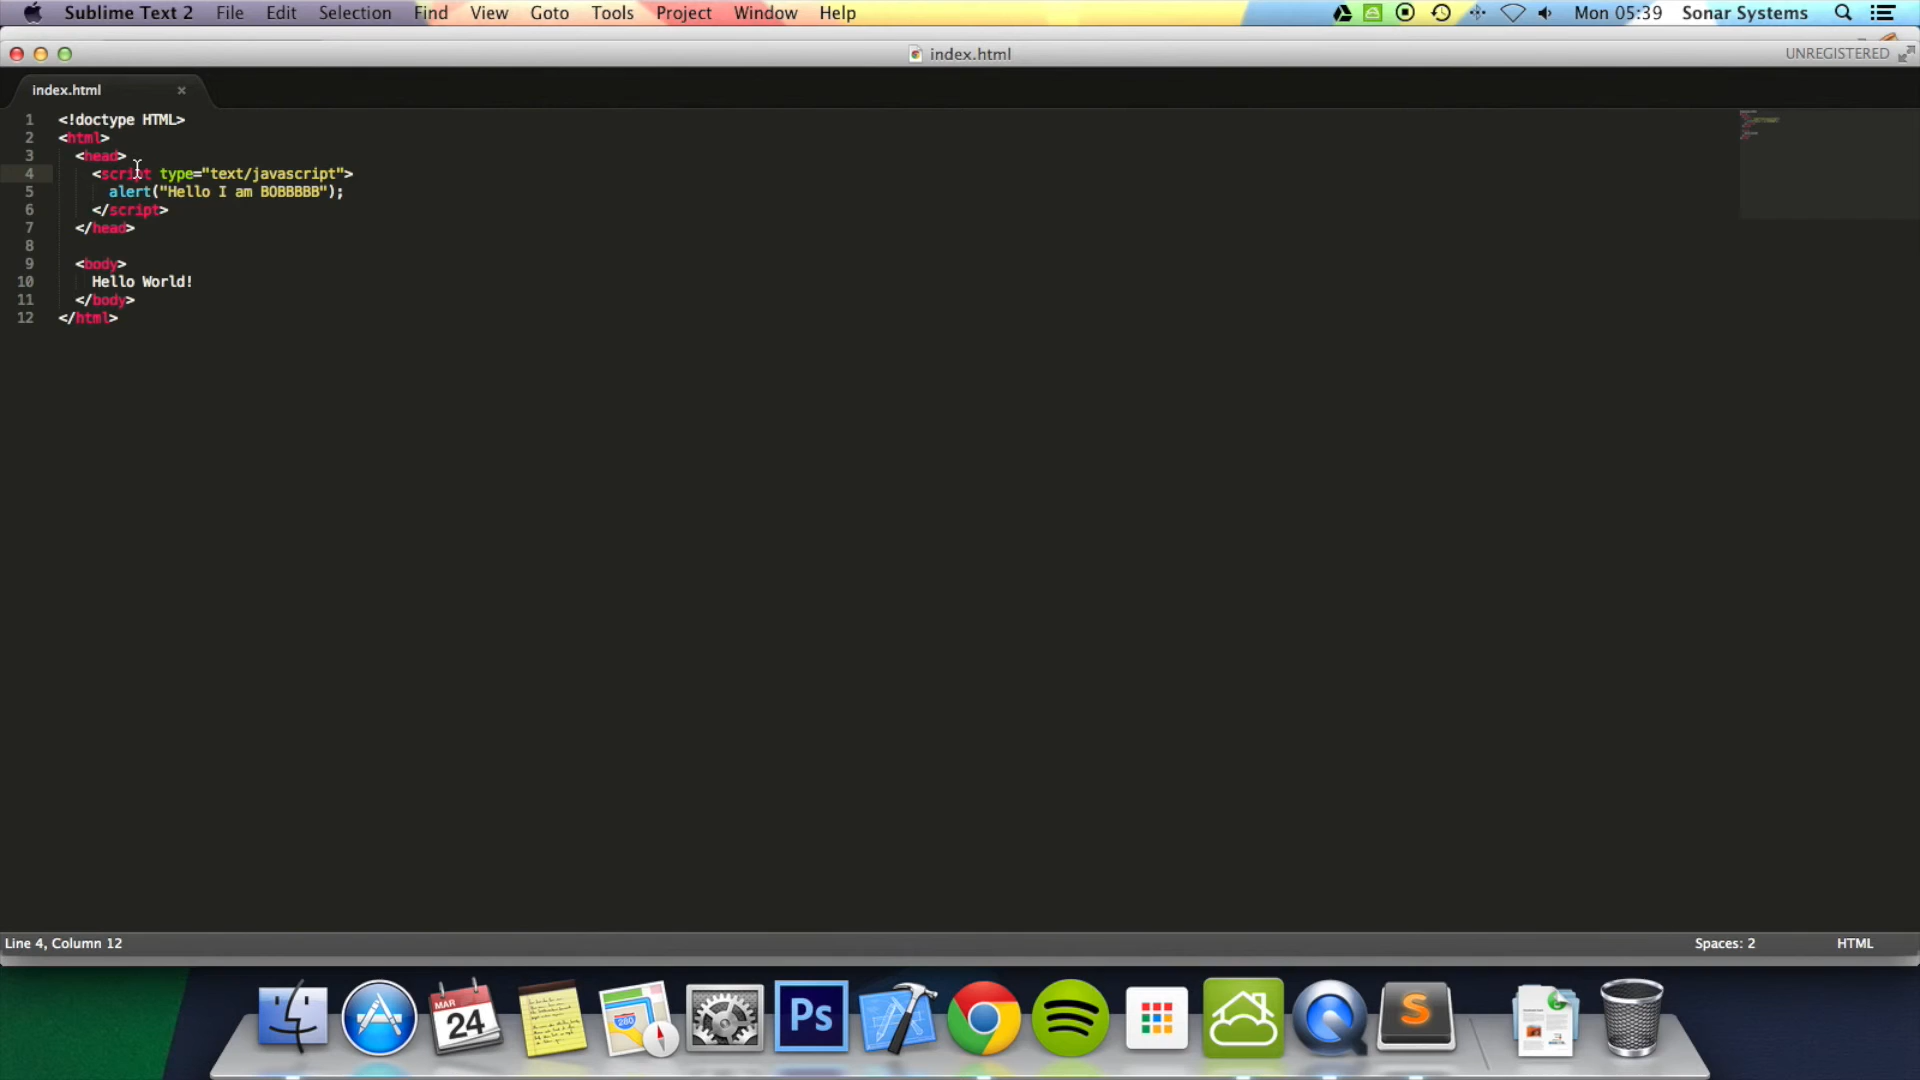 Sublime Text 2 File Edit Selection Find View Goto Tools Project Window Help Mon 05:39 Sonar Systems
index.html UNREGISTERED
index.html ×
1 <!doctype HTML>
2 <html>
3 <head>
4 <script type="text/javascript">
5 alert("Hello I am BOBBBBB");
6 </script>
7 </head>
8
9 <body>
10 Hello World!
11 </body>
12 </html>
Line 4, Column 12 Spaces: 2 HTML
MAR
24
280
Ps
S